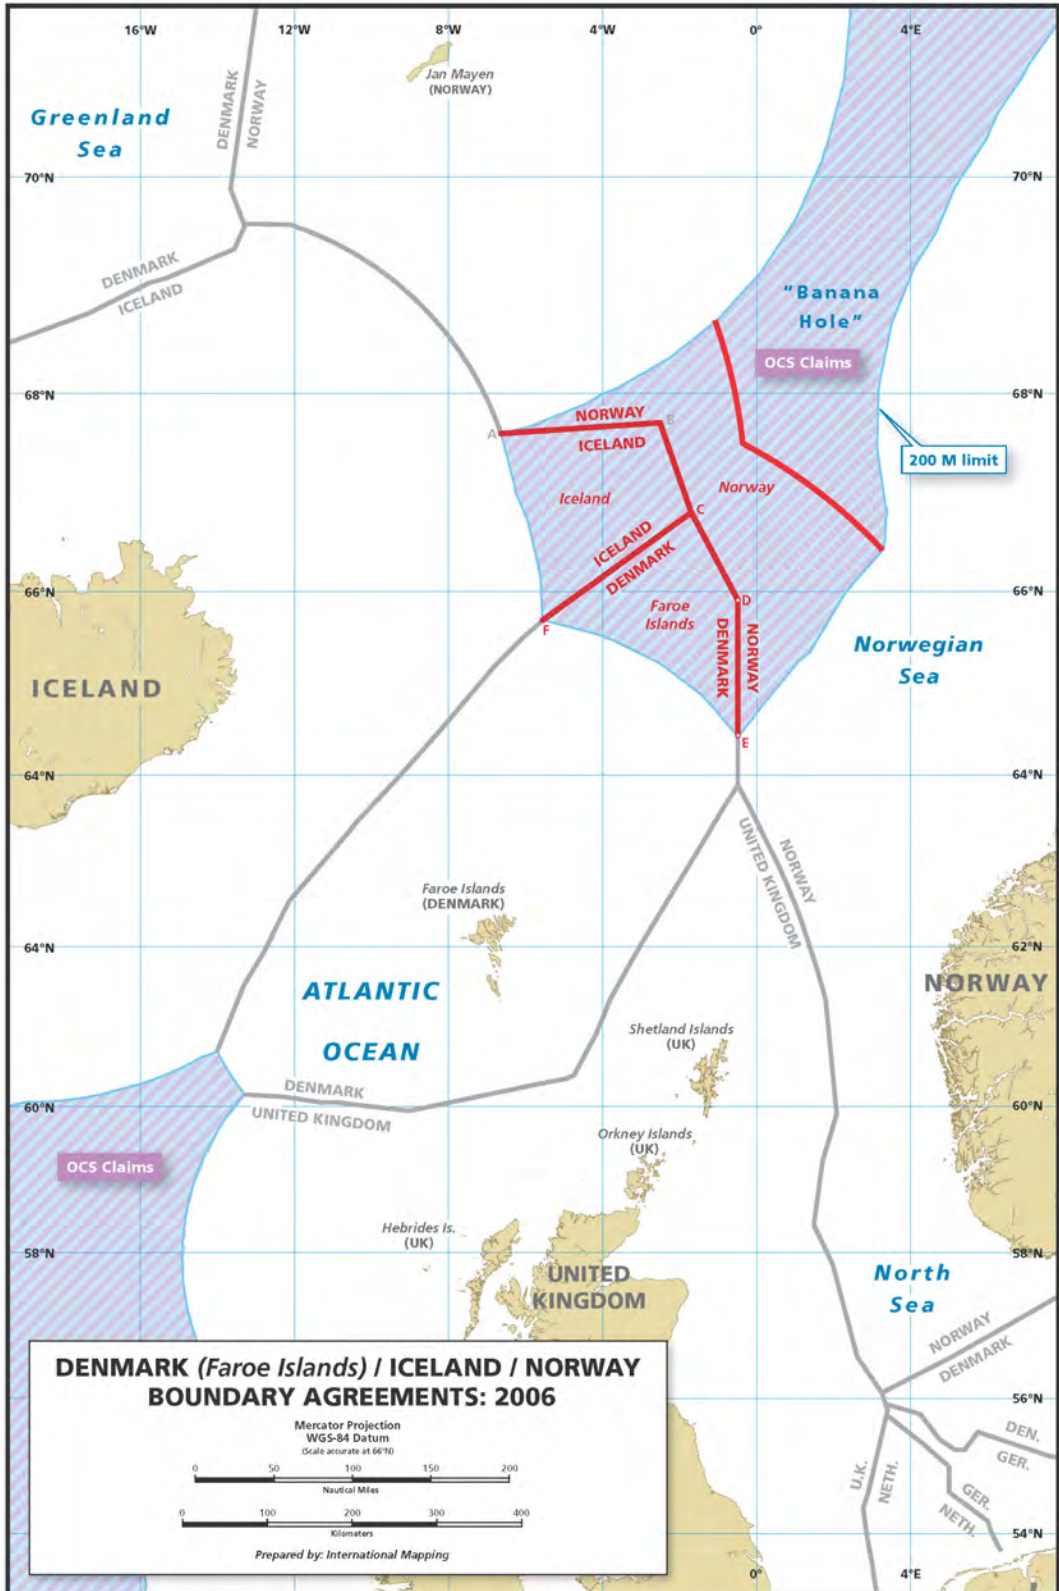 16°W
12°W
8°W
4°W
0°
4°E
Jan Mayen
(NORWAY)
DENMARK
NORWAY
Greenland
Sea
70°N
70°N
DENMARK
ICELAND
"Banana
Hole"
OCS Claims
68°N
68°N
NORWAY
A
B
ICELAND
200 M limit
Iceland
Norway
C
ICELAND
DENMARK
66°N
66°N
D
Faroe
Islands
F
DENMARK
NORWAY
Norwegian
Sea
ICELAND
E
64°N
64°N
NORWAY
UNITED KINGDOM
Faroe Islands
(DENMARK)
64°N
62°N
NORWAY
ATLANTIC
OCEAN
Shetland Islands
(UK)
DENMARK
UNITED KINGDOM
60°N
60°N
Orkney Islands
(UK)
OCS Claims
Hebrides Is.
(UK)
58°N
58°N
UNITED
KINGDOM
North
Sea
NORWAY
DENMARK
DENMARK (Faroe Islands) / ICELAND / NORWAY
BOUNDARY AGREEMENTS: 2006
Mercator Projection
WGS-84 Datum
(Scale accurate at 66°N)
0 50 100 150 200
Nautical Miles
0 100 200 300 400
Kilometers
Prepared by: International Mapping
56°N
DEN.
GER.
U.K.
NETH.
GER.
NETH.
54°N
0°
4°E